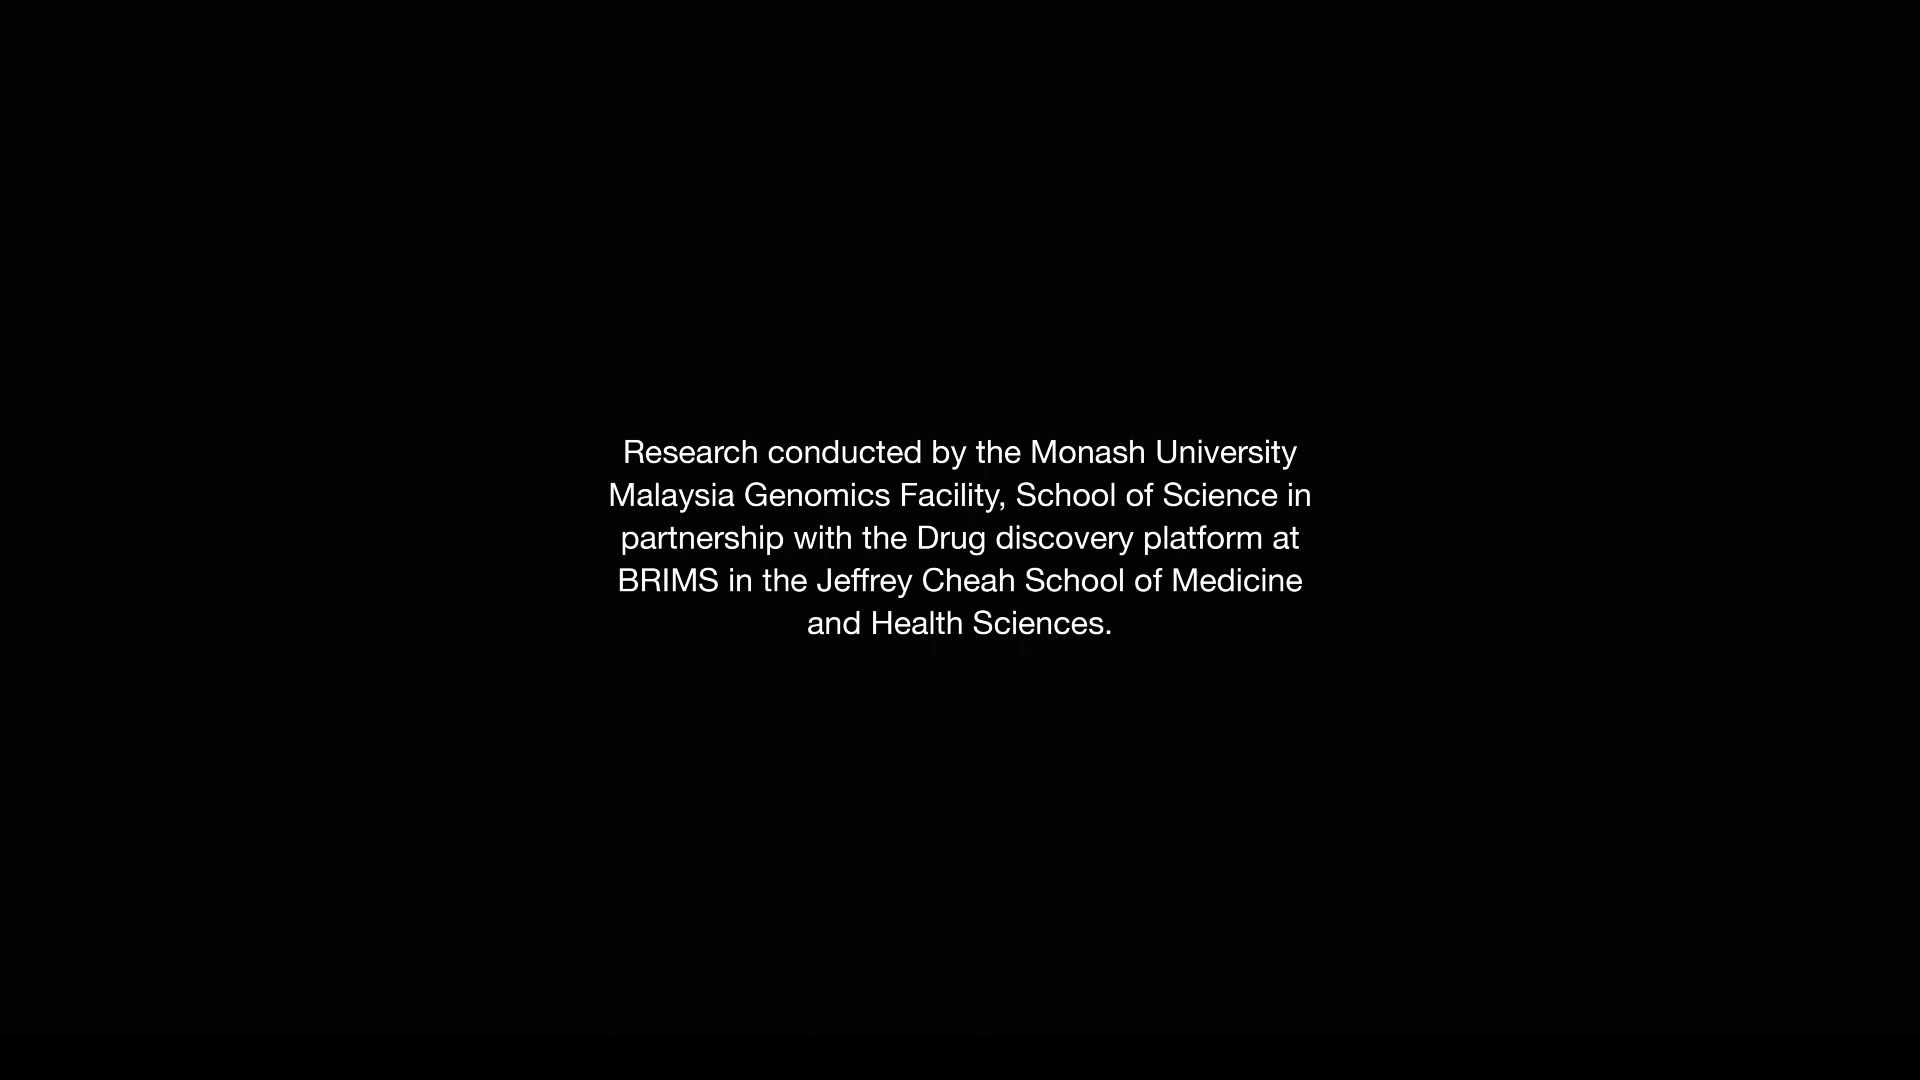 Research conducted by the Monash University
Malaysia Genomics Facility, School of Science in
partnership with the Drug discovery platform at
BRIMS in the Jeffrey Cheah School of Medicine
and Health Sciences.